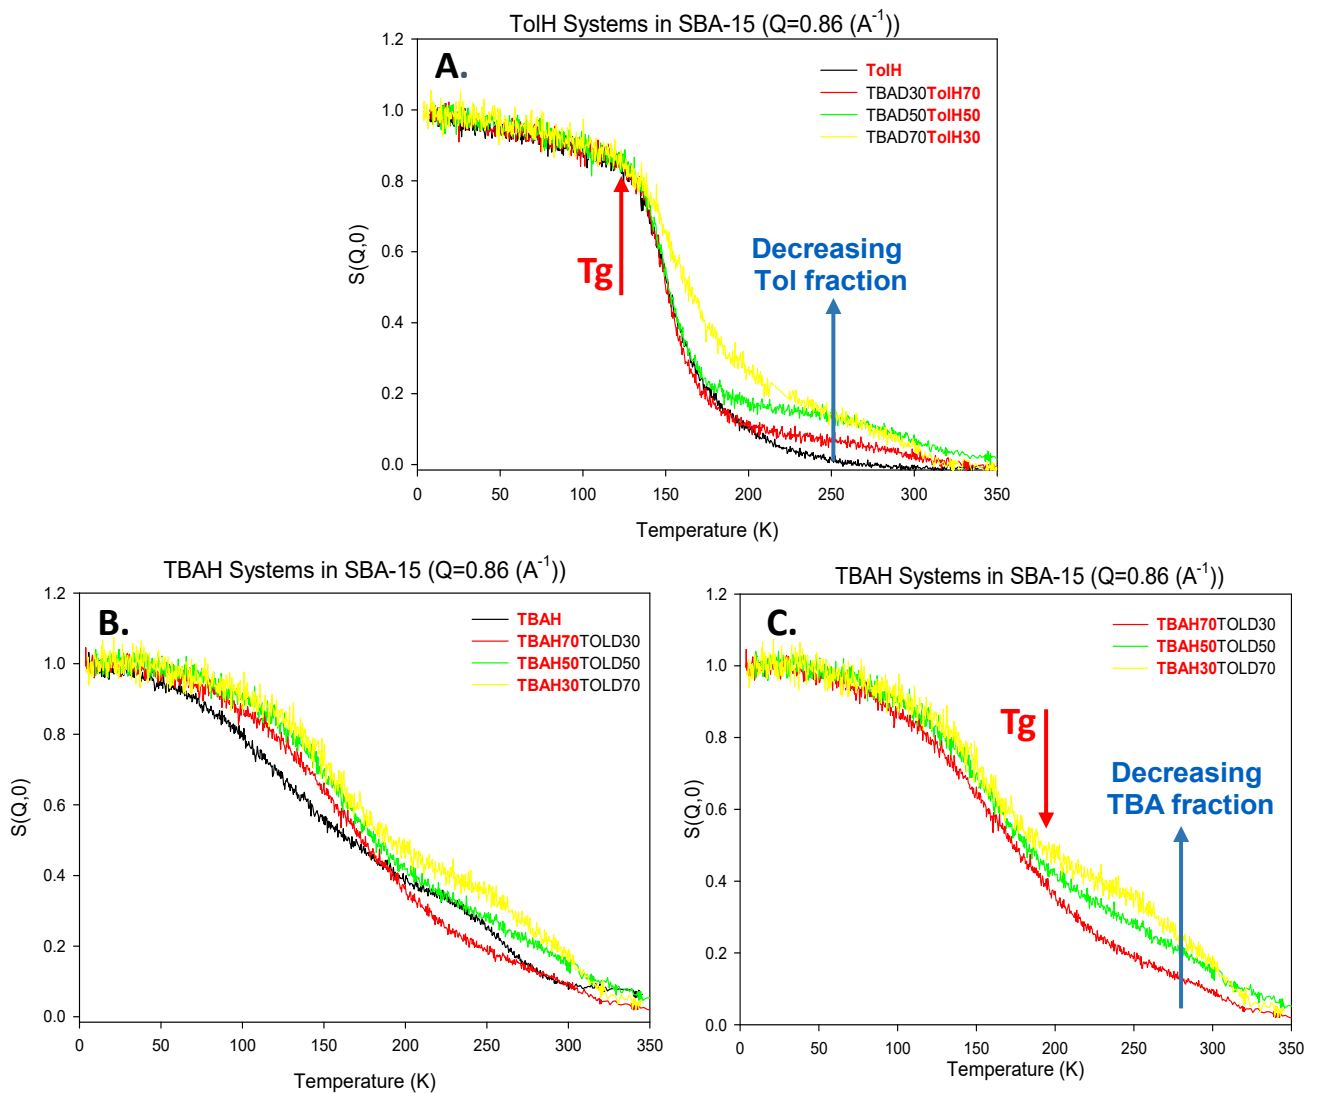 TolH Systems in SBA-15 (Q=0.86 (A⁻¹))
A.
TolH
TBAD30TolH70
TBAD50TolH50
TBAD70TolH30
1.2
1.0
0.8
0.6
0.4
0.2
0.0
S(Q,0)
Tg
Decreasing
Tol fraction
0 50 100 150 200 250 300 350
Temperature (K)
TBAH Systems in SBA-15 (Q=0.86 (A⁻¹))
B.
TBAH
TBAH70TOLD30
TBAH50TOLD50
TBAH30TOLD70
1.2
1.0
0.8
0.6
0.4
0.2
0.0
S(Q,0)
0 50 100 150 200 250 300 350
Temperature (K)
TBAH Systems in SBA-15 (Q=0.86 (A⁻¹))
C.
TBAH70TOLD30
TBAH50TOLD50
TBAH30TOLD70
1.2
1.0
0.8
0.6
0.4
0.2
0.0
S(Q,0)
Tg
Decreasing
TBA fraction
0 50 100 150 200 250 300 350
Temperature (K)